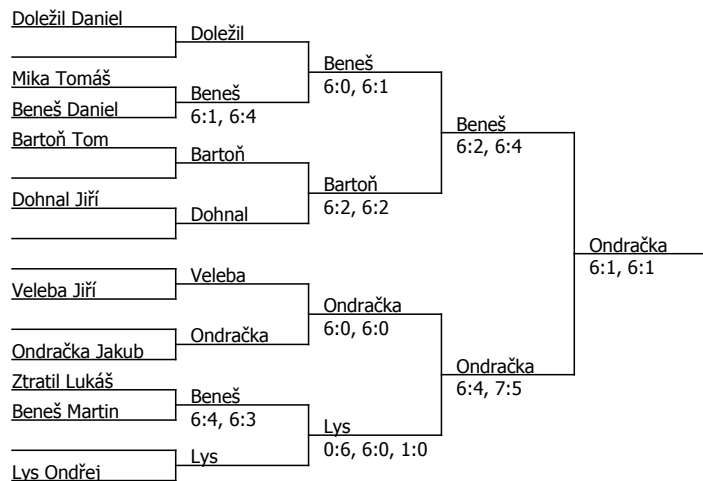 Doležil Daniel
Doležil
Beneš
6:0, 6:1
Mika Tomáš
Beneš
6:1, 6:4
Beneš Daniel
Beneš
6:2, 6:4
Bartoň Tom
Bartoň
Bartoň
6:2, 6:2
Dohnal Jiří
Dohnal
Ondračka
6:1, 6:1
Veleba
Veleba Jiří
Ondračka
6:0, 6:0
Ondračka
Ondračka Jakub
Ondračka
6:4, 7:5
Ztratil Lukáš
Beneš
6:4, 6:3
Beneš Martin
Lys
0:6, 6:0, 1:0
Lys
Lys Ondřej